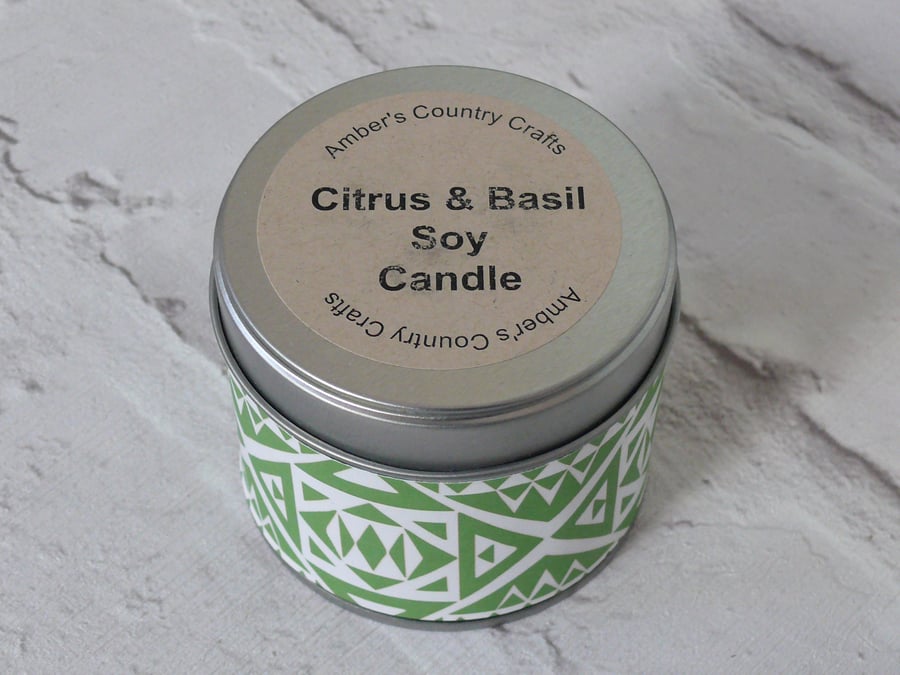 Amber's Country Crafts
Citrus & Basil
Soy
Candle
Amber's Country Crafts